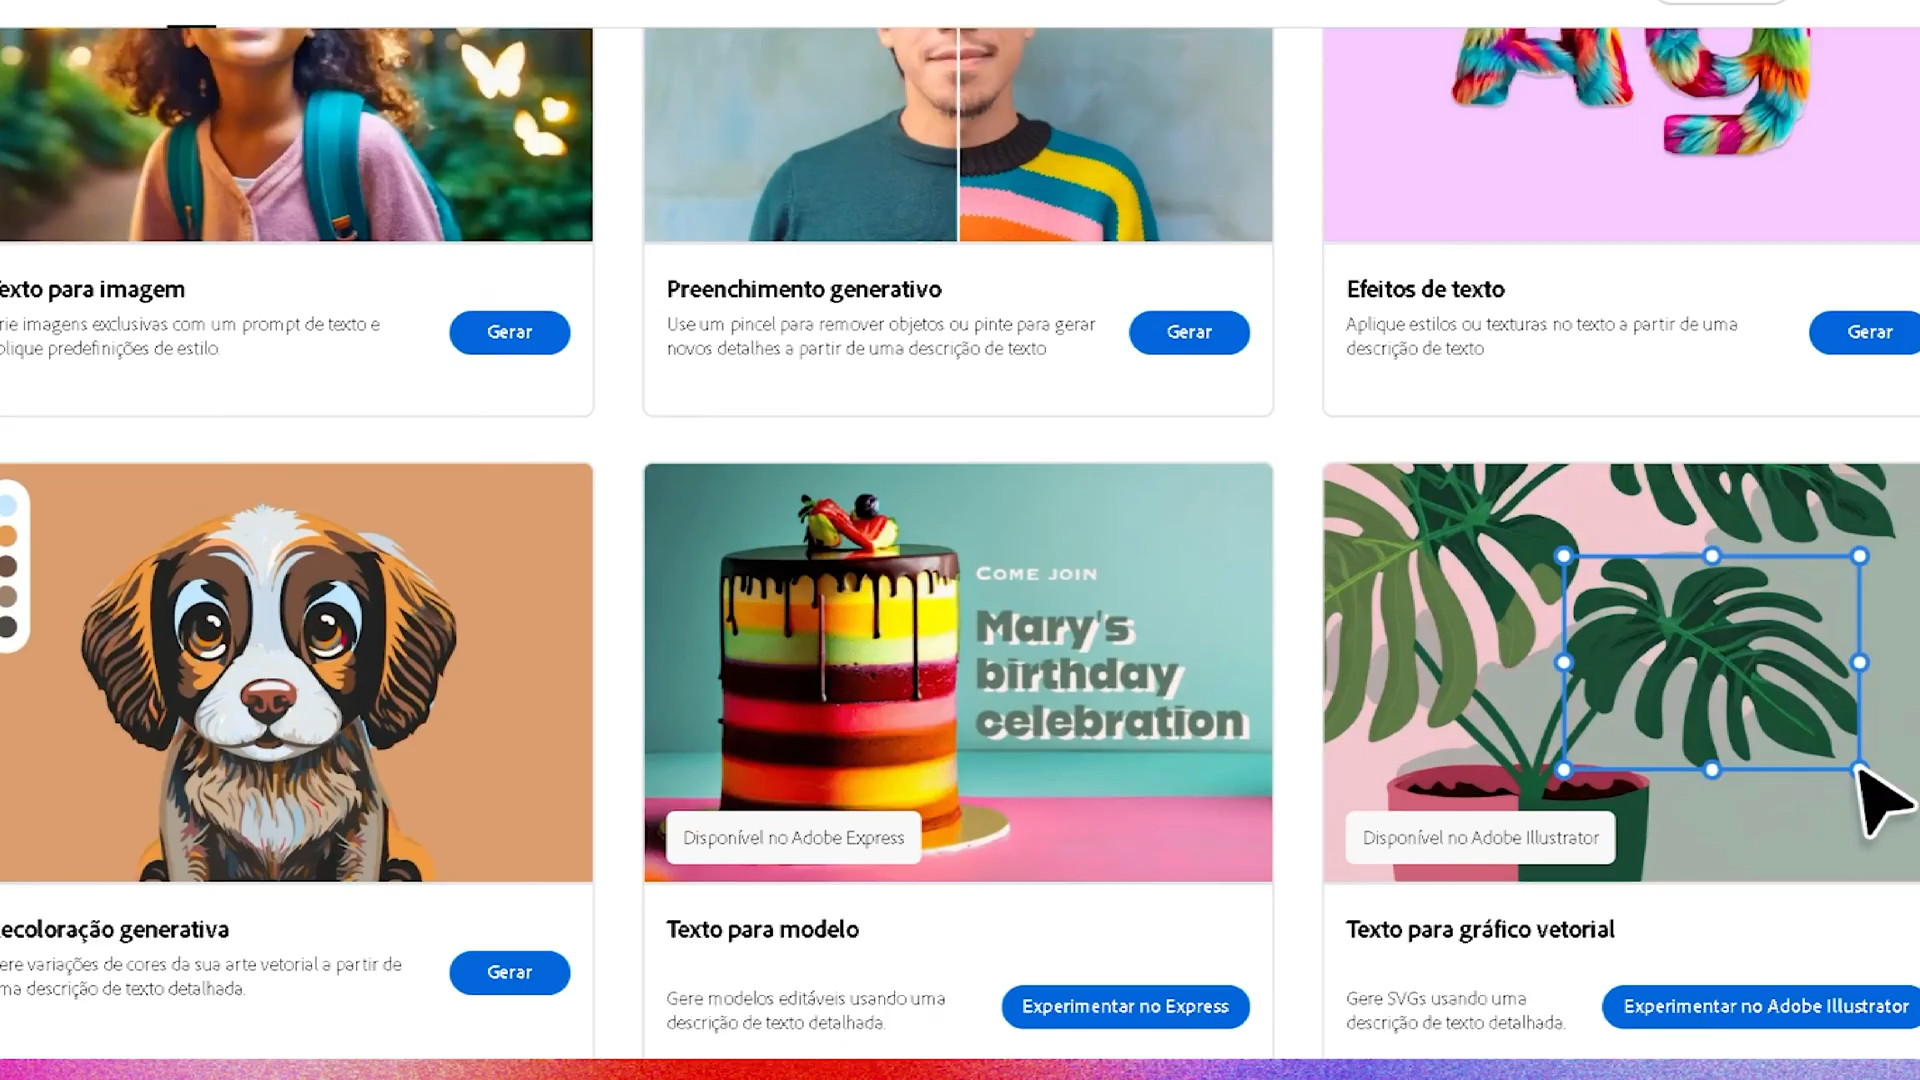 Ag
exto para imagem
rie imagens exclusivas com um prompt de texto e
plique predefinições de estilo
Gerar
Preenchimento generativo
Use um pincel para remover objetos ou pinte para gerar
novos detalhes a partir de uma descrição de texto
Gerar
Efeitos de texto
Aplique estilos ou texturas no texto a partir de uma
descrição de texto
Gerar
COME JOIN
Mary's
birthday
celebration
Disponível no Adobe Express
Disponível no Adobe Illustrator
ecoloração generativa
ere variações de cores da sua arte vetorial a partir de
ma descrição de texto detalhada.
Gerar
Texto para modelo
Gere modelos editáveis usando uma
descrição de texto detalhada.
Experimentar no Express
Texto para gráfico vetorial
Gere SVGs usando uma
descrição de texto detalhada.
Experimentar no Adobe Illustrator